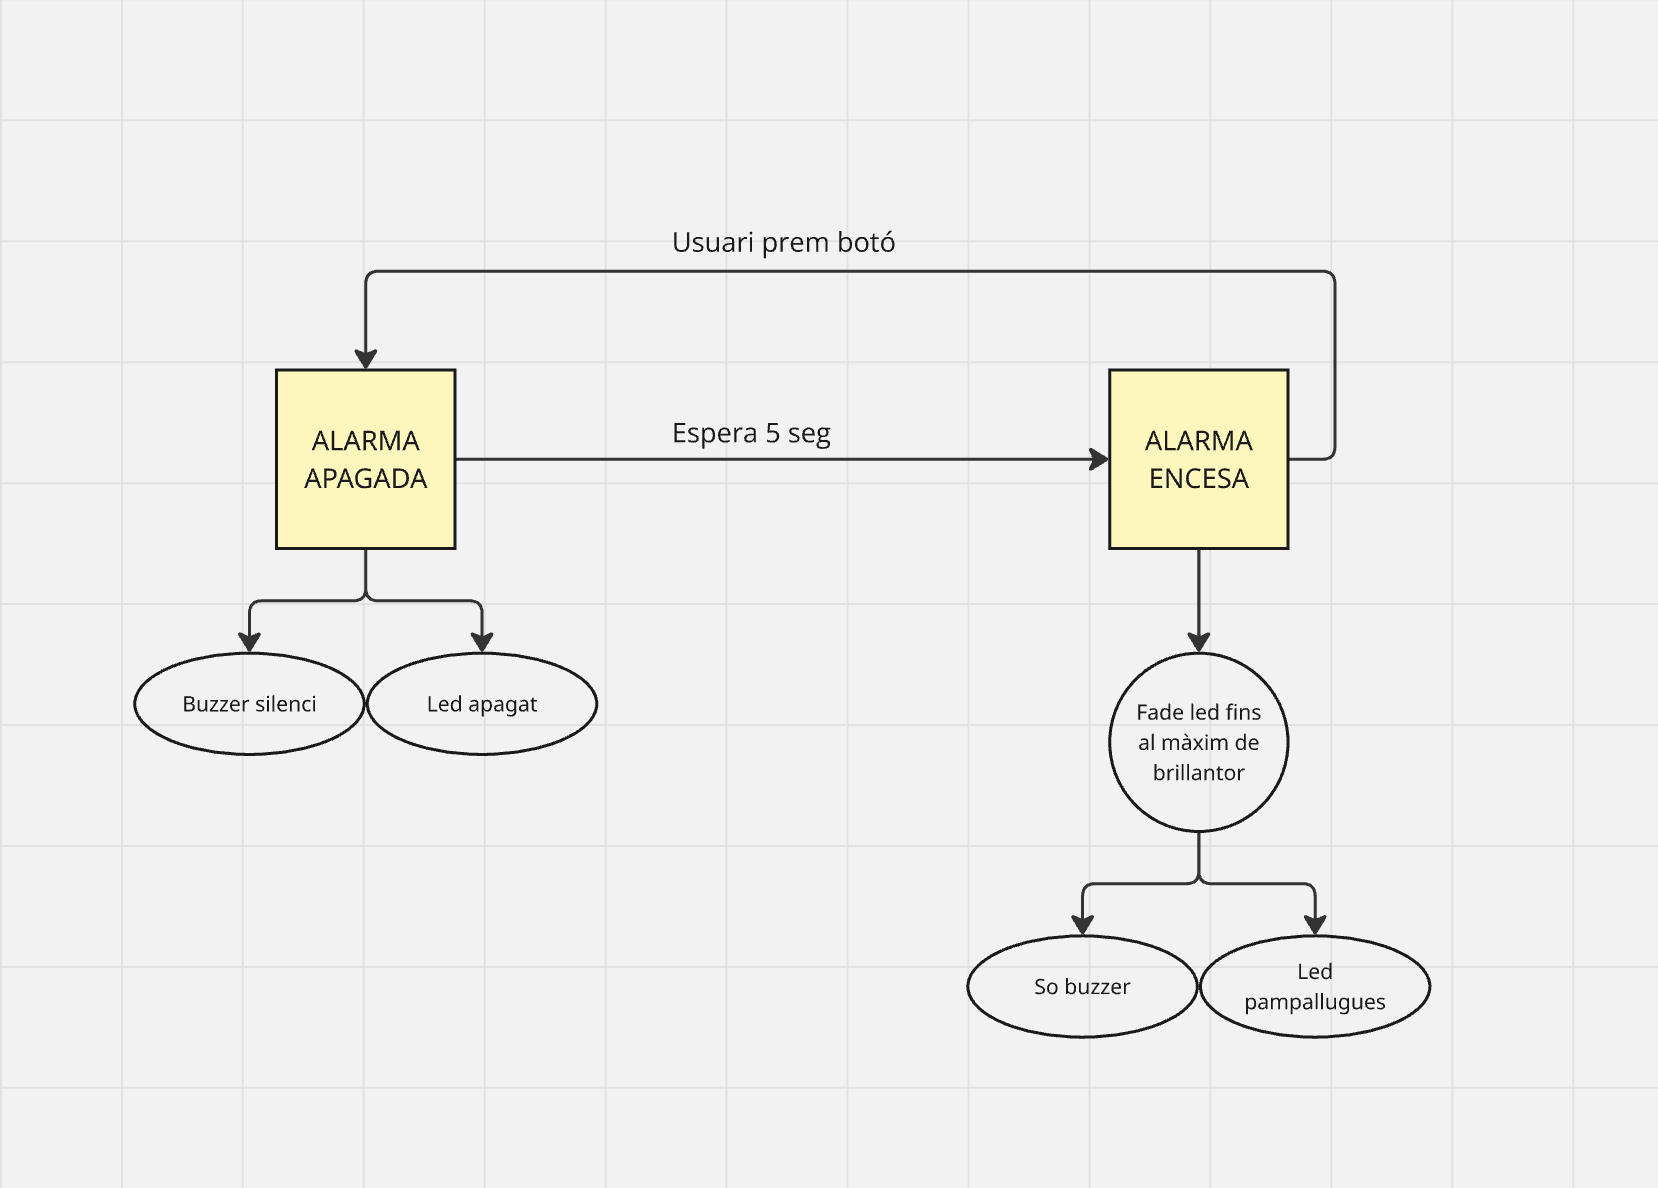 Usuari prem botó
Espera 5 seg
ALARMA
APAGADA
ALARMA
ENCESA
Buzzer silenci
Led apagat
Fade led fins
al màxim de
brillantor
So buzzer
Led
pampallugues